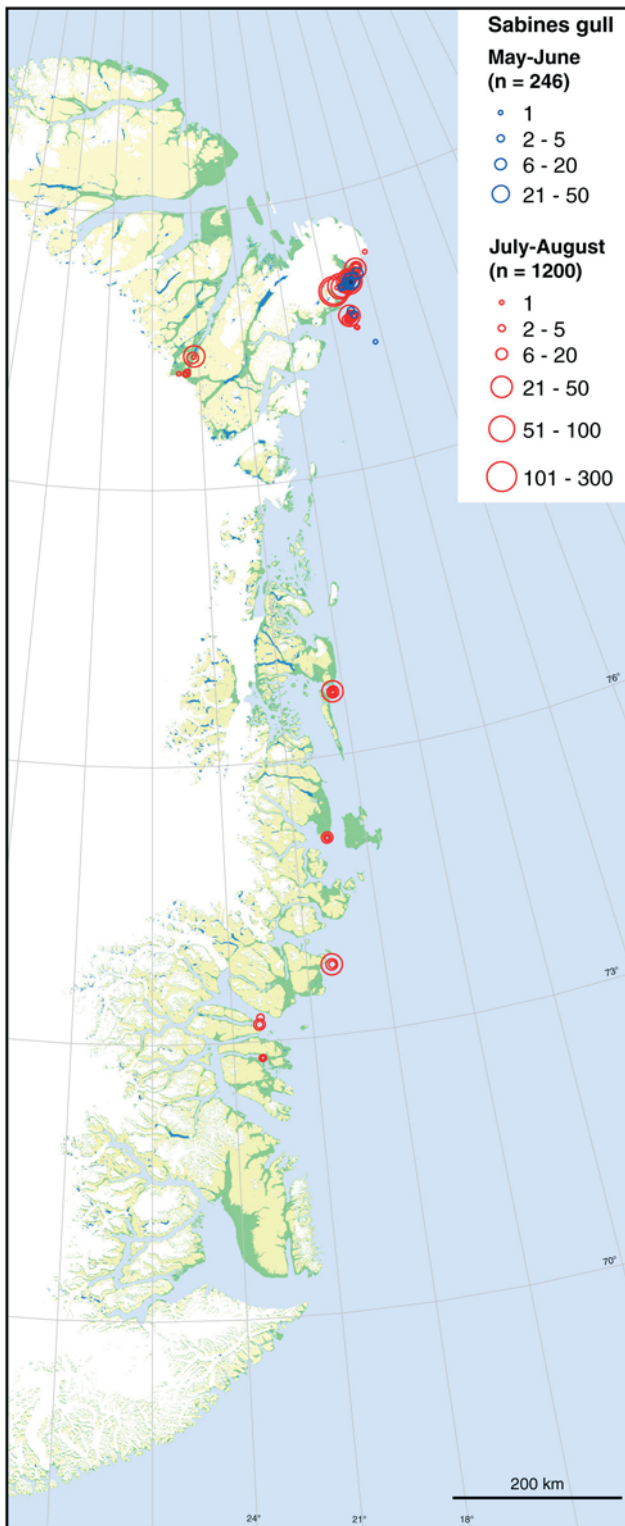 Sabines gull
May-June
(n = 246)
1
2 - 5
6 - 20
21 - 50
July-August
(n = 1200)
1
2 - 5
6 - 20
21 - 50
51 - 100
101 - 300
76°
73°
70°
200 km
24°
21°
18°